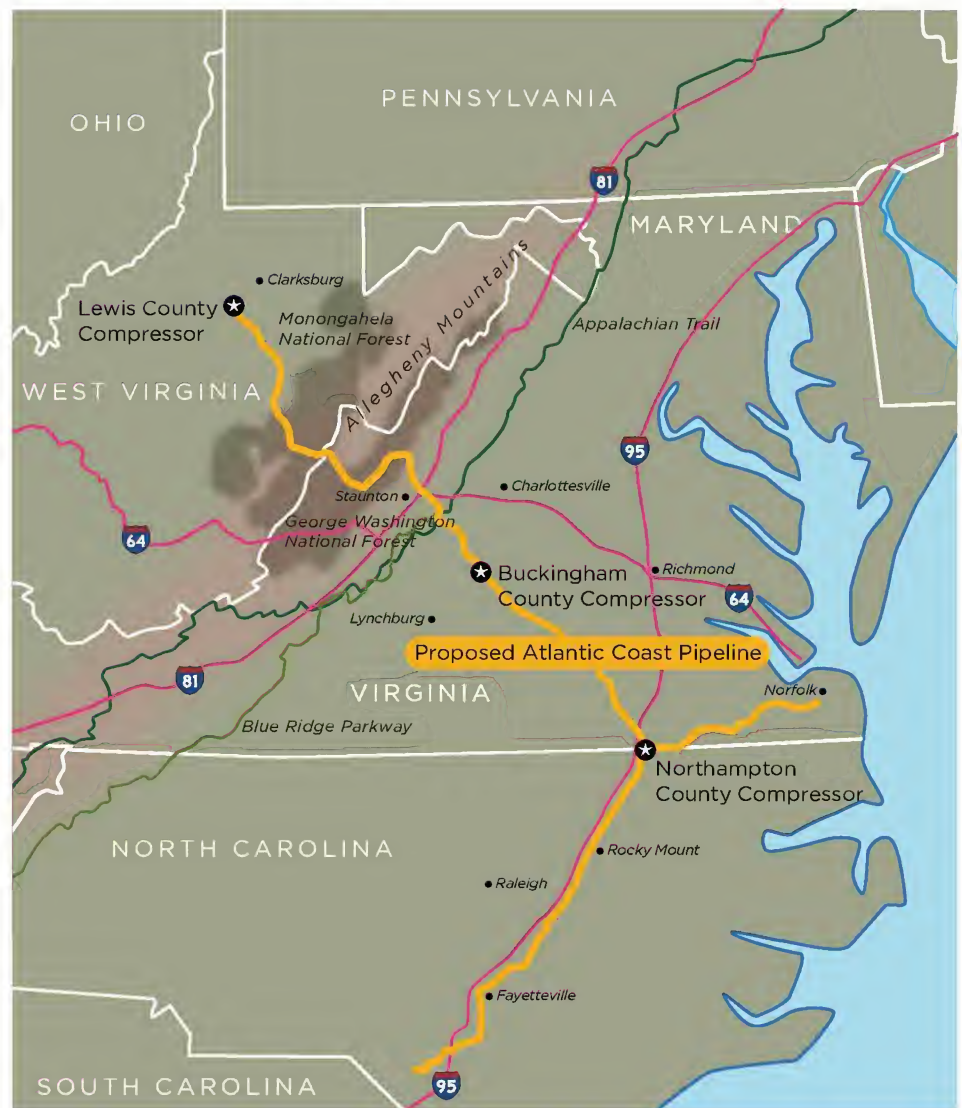 PENNSYLVANIA
OHIO
81
MARYLAND
Clarksburg
Lewis County
Compressor
Monongahela
National Forest
Allegheny Mountains
Appalachian Trail
WEST VIRGINIA
95
Staunton
Charlottesville
George Washington
National Forest
64
Buckingham
County Compressor
Richmond
64
Lynchburg
Proposed Atlantic Coast Pipeline
81
VIRGINIA
Norfolk
Blue Ridge Parkway
Northampton
County Compressor
NORTH CAROLINA
Rocky Mount
Raleigh
Fayetteville
SOUTH CAROLINA
95